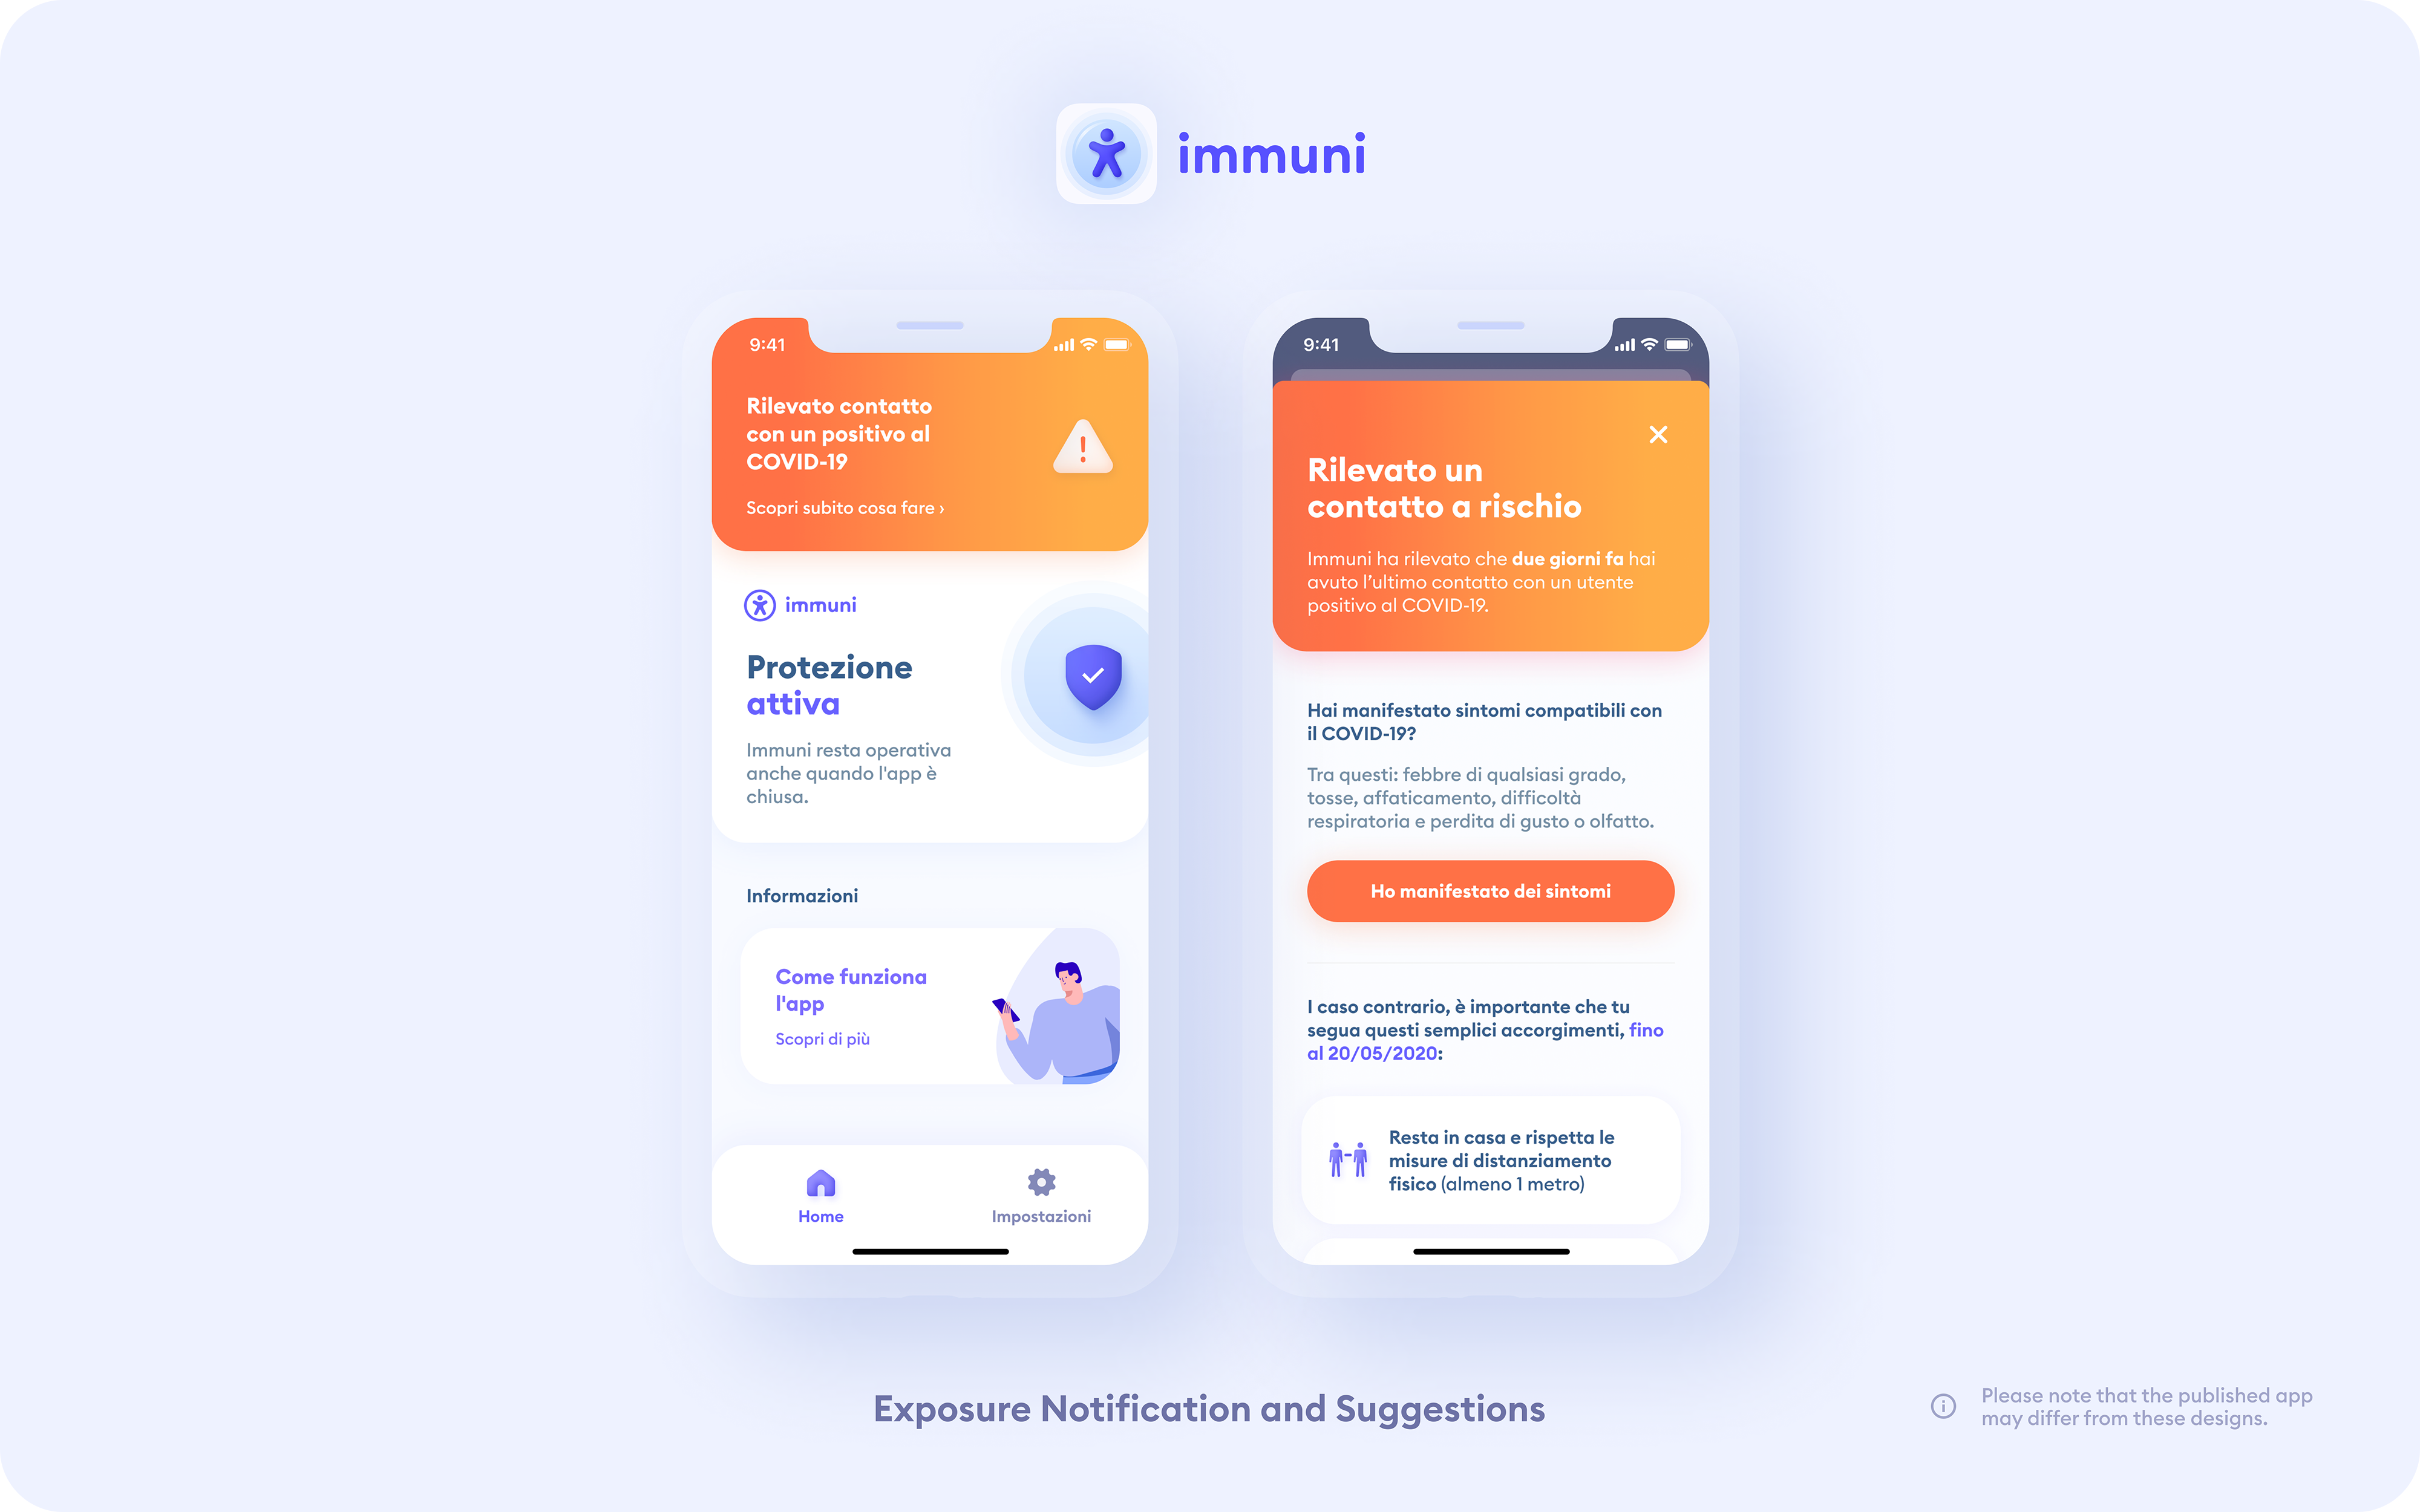 immuni
9:41
Rilevato contatto
con un positivo al
COVID-19
Scopri subito cosa fare ›
immuni
Protezione
attiva
Immuni resta operativa
anche quando l'app è
chiusa.
Informazioni
Come funziona
l'app
Scopri di più
Home
Impostazioni
9:41
Rilevato un
contatto a rischio
Immuni ha rilevato che due giorni fa hai
avuto l’ultimo contatto con un utente
positivo al COVID-19.
Hai manifestato sintomi compatibili con
il COVID-19?
Tra questi: febbre di qualsiasi grado,
tosse, affaticamento, difficoltà
respiratoria e perdita di gusto o olfatto.
Ho manifestato dei sintomi
I caso contrario, è importante che tu
segua questi semplici accorgimenti, fino
al 20/05/2020:
Resta in casa e rispetta le
misure di distanziamento
fisico (almeno 1 metro)
Exposure Notification and Suggestions
Please note that the published app
may differ from these designs.